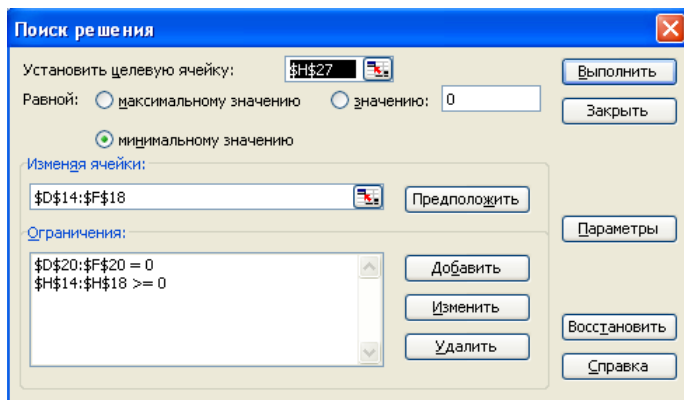 Поиск решения
Установить целевую ячейку: $H$27 Выполнить
Равной: максимальному значению значению: 0 Закрыть
минимальному значению
Изменяя ячейки:
$D$14:$F$18 Предположить
Ограничения: Параметры
$D$20:$F$20 = 0 Добавить
$H$14:$H$18 >= 0
Изменить
Восстановить
Удалить
Справка